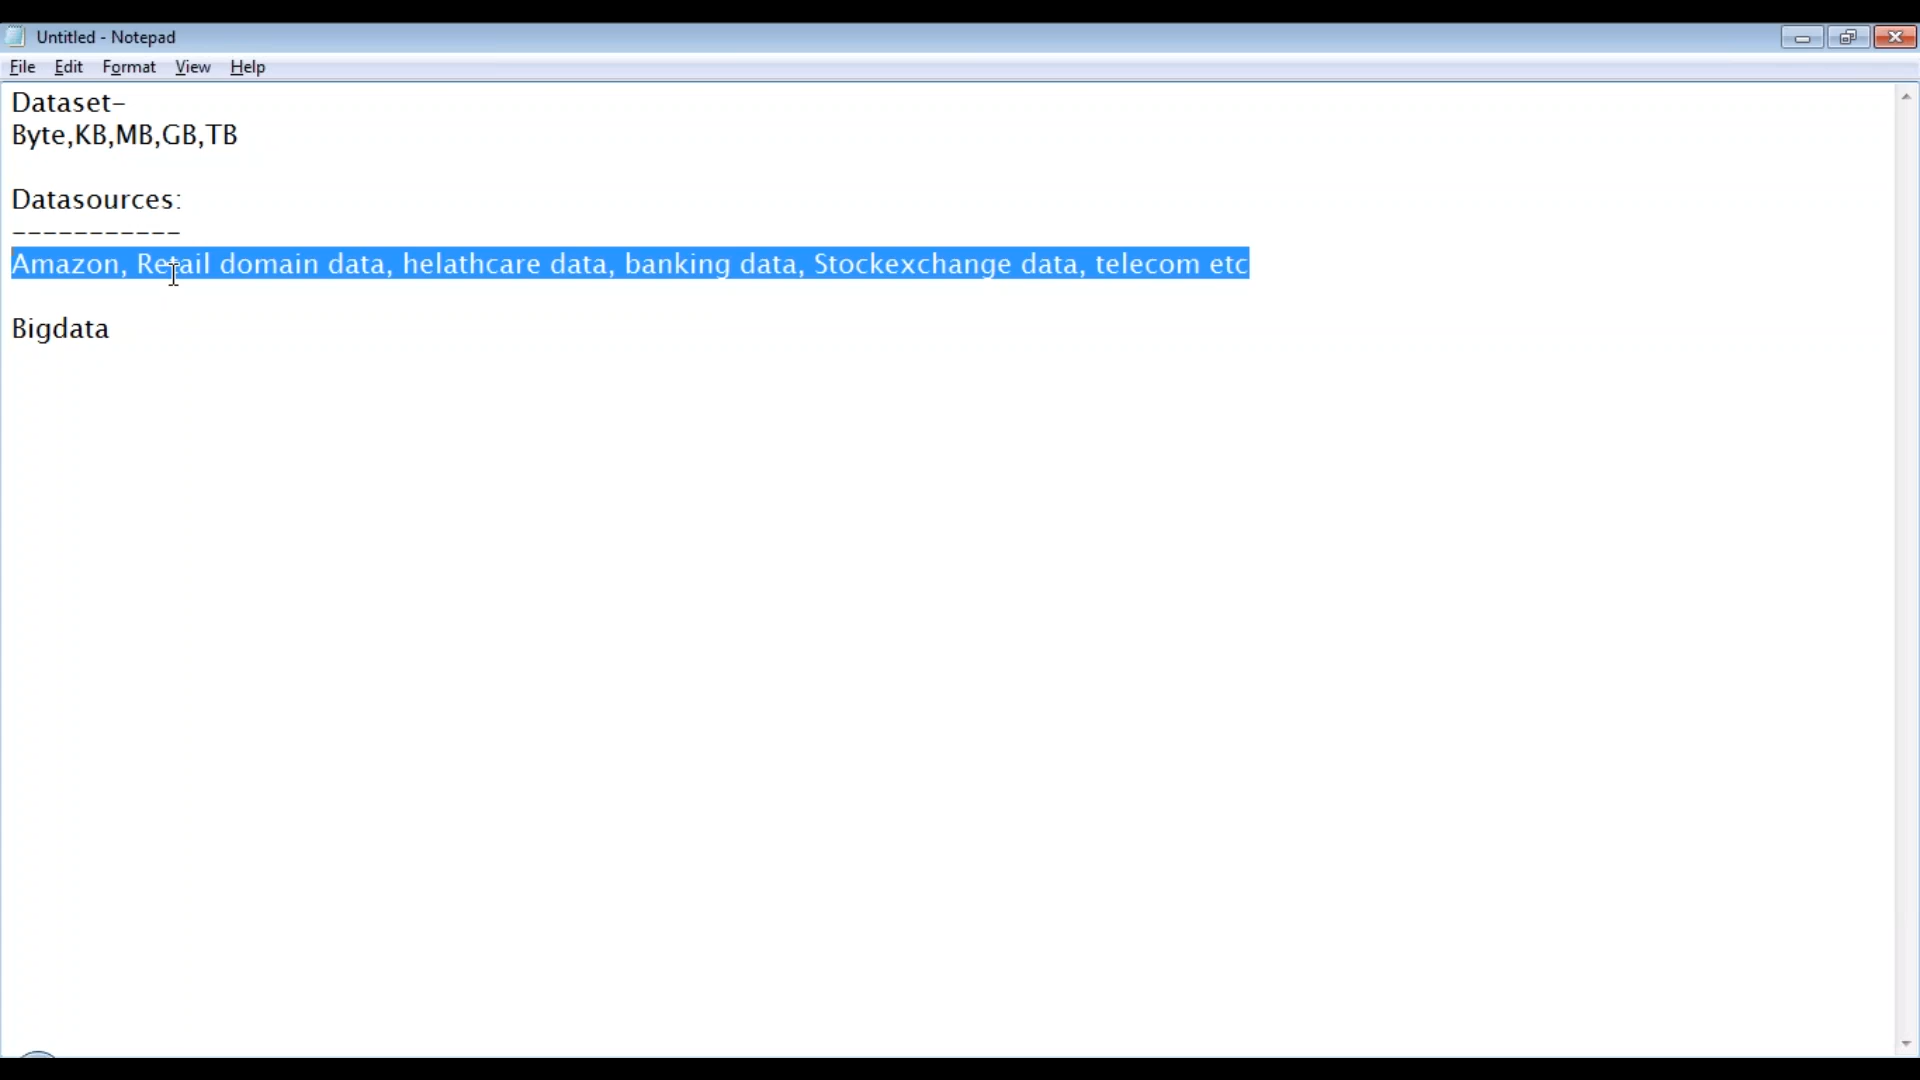 Untitled - Notepad
File Edit Format View Help
Dataset-
Byte,KB,MB,GB,TB
Datasources:
-----------
Amazon, Retail domain data, helathcare data, banking data, Stockexchange data, telecom etc
Bigdata